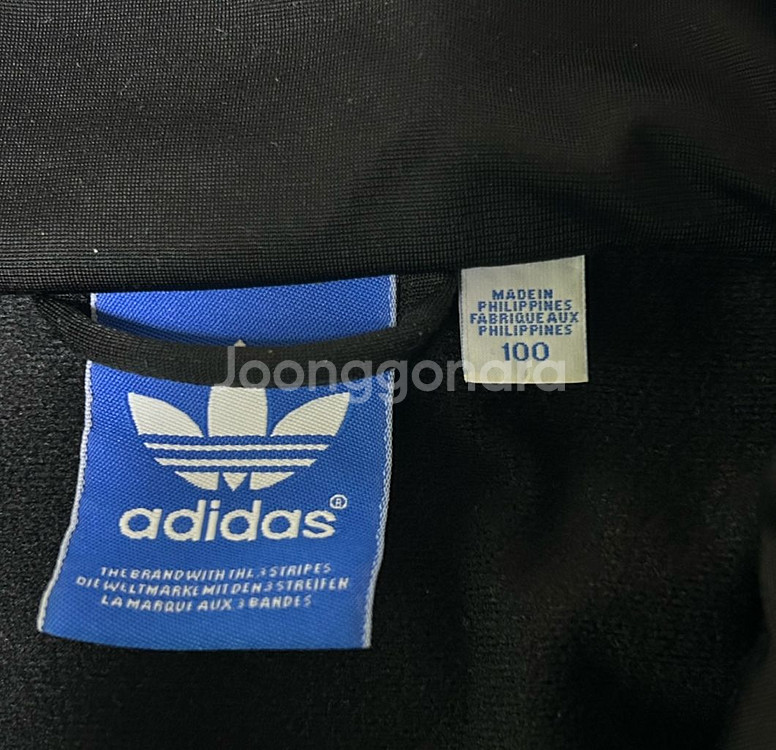 MADE IN
PHILIPPINES
FABRIQUE AUX
PHILIPPINES
100
Joonggonara
adidas®
THE BRAND WITH THE 3 STRIPES
DIE WELTMARKE MIT DEN 3 STREIFEN
LA MARQUE AUX 3 BANDES